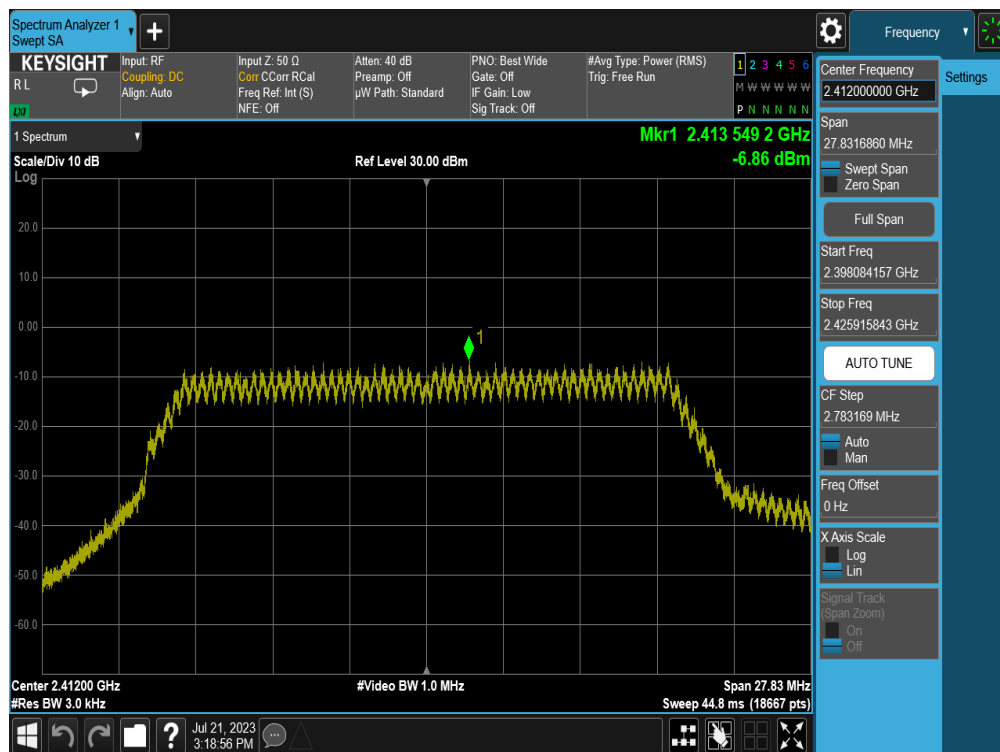 Spectrum Analyzer 1
Swept SA
Frequency
KEYSIGHT
R L
LXI
Input: RF
Coupling: DC
Align: Auto
Input Z: 50 Ω
Corr CCorr RCal
Freq Ref: Int (S)
NFE: Off
Atten: 40 dB
Preamp: Off
µW Path: Standard
PNO: Best Wide
Gate: Off
IF Gain: Low
Sig Track: Off
#Avg Type: Power (RMS)
Trig: Free Run
1 2 3 4 5 6
M W W W W W
P N N N N N
1 Spectrum
Mkr1 2.413 549 2 GHz
-6.86 dBm
Scale/Div 10 dB
Ref Level 30.00 dBm
Log
20.0
10.0
0.00
-10.0
-20.0
-30.0
-40.0
-50.0
-60.0
1
Center 2.41200 GHz
#Video BW 1.0 MHz
Span 27.83 MHz
#Res BW 3.0 kHz
Sweep 44.8 ms (18667 pts)
Center Frequency
2.412000000 GHz
Settings
Span
27.8316860 MHz
Swept Span
Zero Span
Full Span
Start Freq
2.398084157 GHz
Stop Freq
2.425915843 GHz
AUTO TUNE
CF Step
2.783169 MHz
Auto
Man
Freq Offset
0 Hz
X Axis Scale
Log
Lin
Signal Track
(Span Zoom)
On
Off
?
Jul 21, 2023
3:18:56 PM